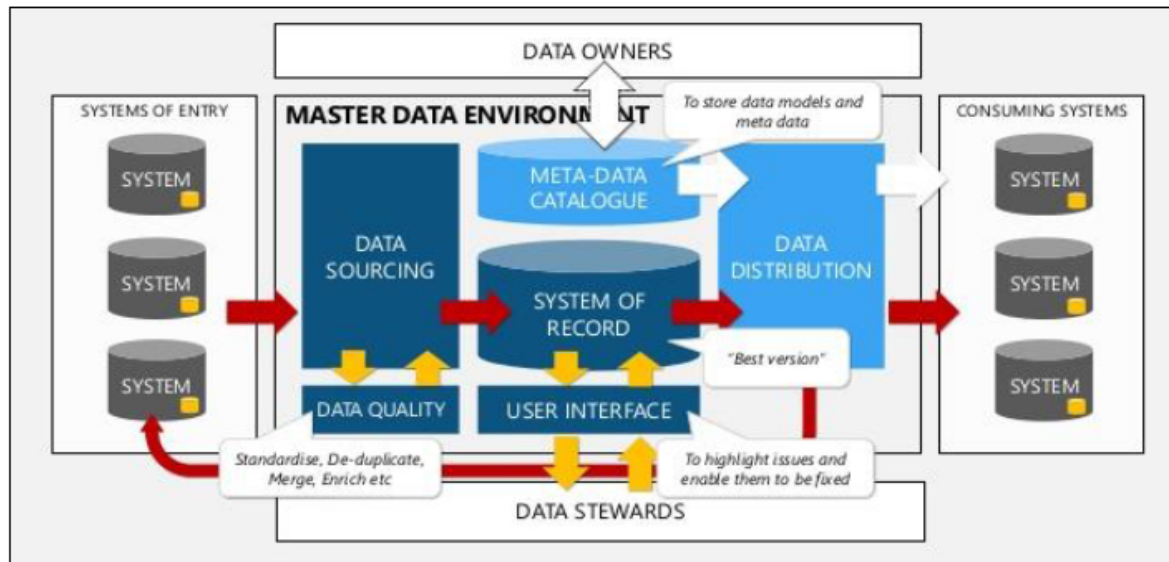 DATA OWNERS
SYSTEMS OF ENTRY
SYSTEM
SYSTEM
SYSTEM
MASTER DATA ENVIRONMENT
To store data models and
meta data
META-DATA
CATALOGUE
DATA
SOURCING
SYSTEM OF
RECORD
DATA
DISTRIBUTION
"Best version"
DATA QUALITY
USER INTERFACE
Standardise, De-duplicate,
Merge, Enrich etc
To highlight issues and
enable them to be fixed
DATA STEWARDS
CONSUMING SYSTEMS
SYSTEM
SYSTEM
SYSTEM